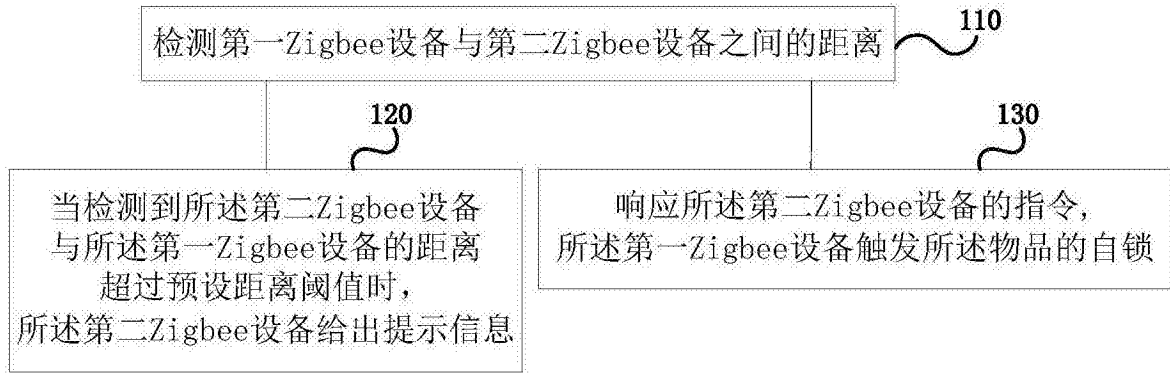 检测第一Zigbee设备与第二Zigbee设备之间的距离
110
120
当检测到所述第二Zigbee设备
与所述第一Zigbee设备的距离
超过预设距离阈值时，
所述第二Zigbee设备给出提示信息
130
响应所述第二Zigbee设备的指令，
所述第一Zigbee设备触发所述物品的自锁